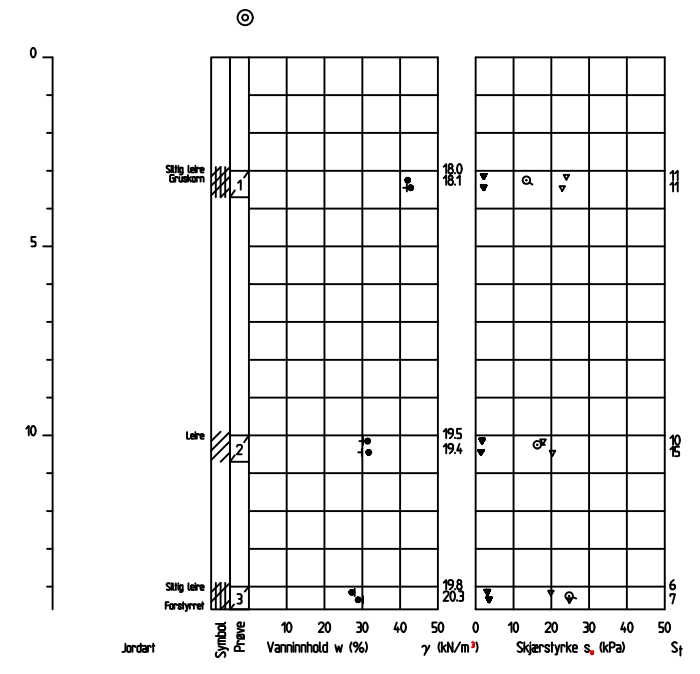 0
Siltig leire
Gruskorn
1
18.0
18.1
11
11
5
10
Leire
2
19.5
19.4
10
15
Siltig leire
Forstyrret
3
19.8
20.3
6
7
Symbol
Prøve
10 20 30 40 50
0 10 20 30 40 50
Jordart
Vanninnhold w (%)
γ (kN/m³)
Skjærstyrke su (kPa)
St